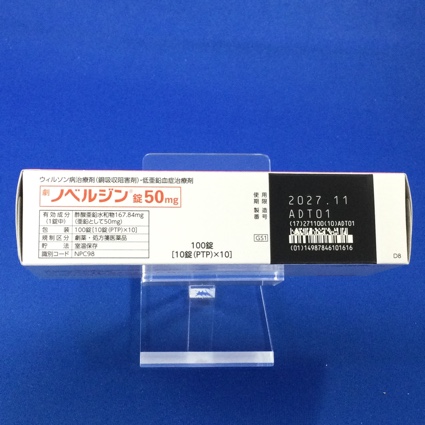 ウィルソン病治療剤(銅吸収阻害剤)・低亜鉛血症治療剤
劇 ノベルジン®錠50mg
有効成分(1錠中) 酢酸亜鉛水和物167.84mg(亜鉛として50mg)
包装 100錠[10錠(PTP)×10]
規制区分 劇薬・処方箋医薬品
貯法 室温保存
識別コード NPC98
100錠
[10錠(PTP)×10]
使用期限
製造番号
GS1
2027.11
ADT01
(17)271100(10)ADT01
(01)14987846101616
D8